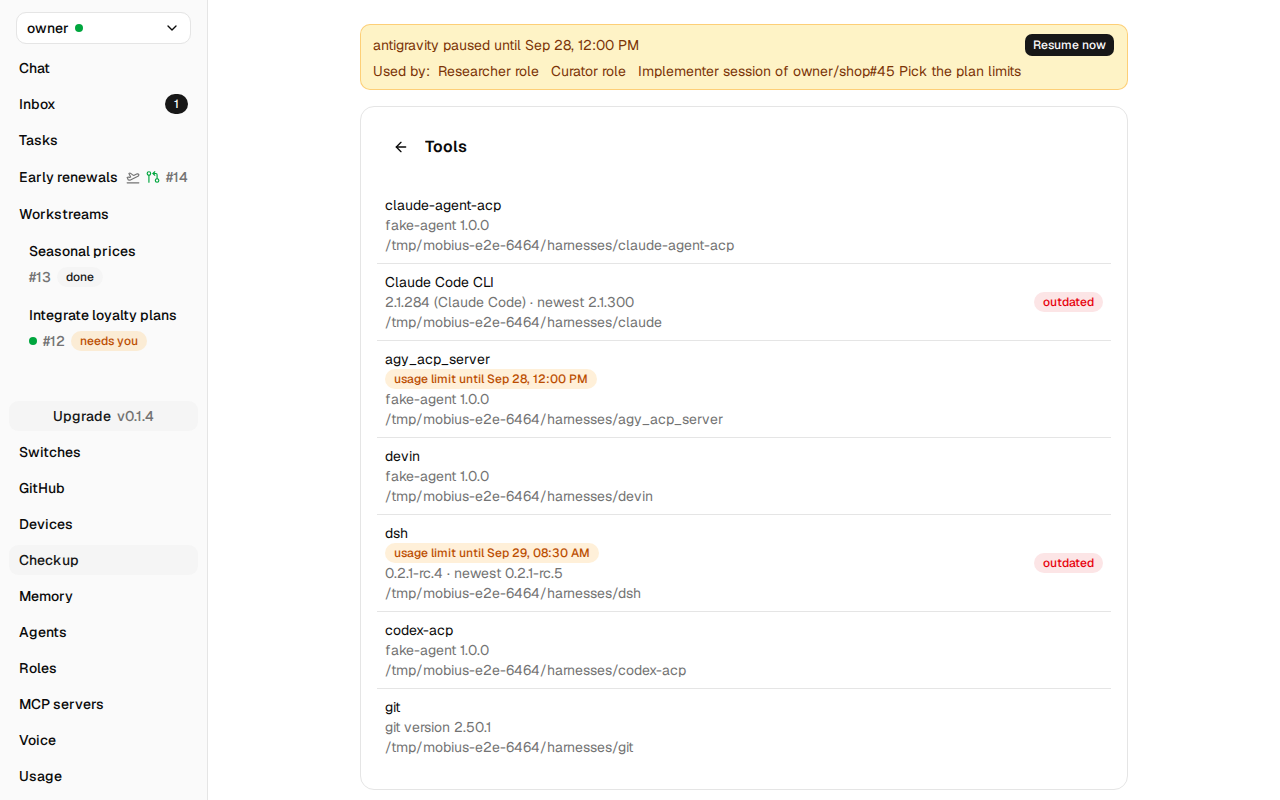 owner
Chat
Inbox 1
Tasks
Early renewals #14
Workstreams
Seasonal prices
#13 done
Integrate loyalty plans
#12 needs you
Upgrade v0.1.4
Switches
GitHub
Devices
Checkup
Memory
Agents
Roles
MCP servers
Voice
Usage
antigravity paused until Sep 28, 12:00 PM
Resume now
Used by: Researcher role Curator role Implementer session of owner/shop#45 Pick the plan limits
Tools
claude-agent-acp
fake-agent 1.0.0
/tmp/mobius-e2e-6464/harnesses/claude-agent-acp
Claude Code CLI
2.1.284 (Claude Code) · newest 2.1.300
/tmp/mobius-e2e-6464/harnesses/claude
outdated
agy_acp_server
usage limit until Sep 28, 12:00 PM
fake-agent 1.0.0
/tmp/mobius-e2e-6464/harnesses/agy_acp_server
devin
fake-agent 1.0.0
/tmp/mobius-e2e-6464/harnesses/devin
dsh
usage limit until Sep 29, 08:30 AM
0.2.1-rc.4 · newest 0.2.1-rc.5
/tmp/mobius-e2e-6464/harnesses/dsh
outdated
codex-acp
fake-agent 1.0.0
/tmp/mobius-e2e-6464/harnesses/codex-acp
git
git version 2.50.1
/tmp/mobius-e2e-6464/harnesses/git